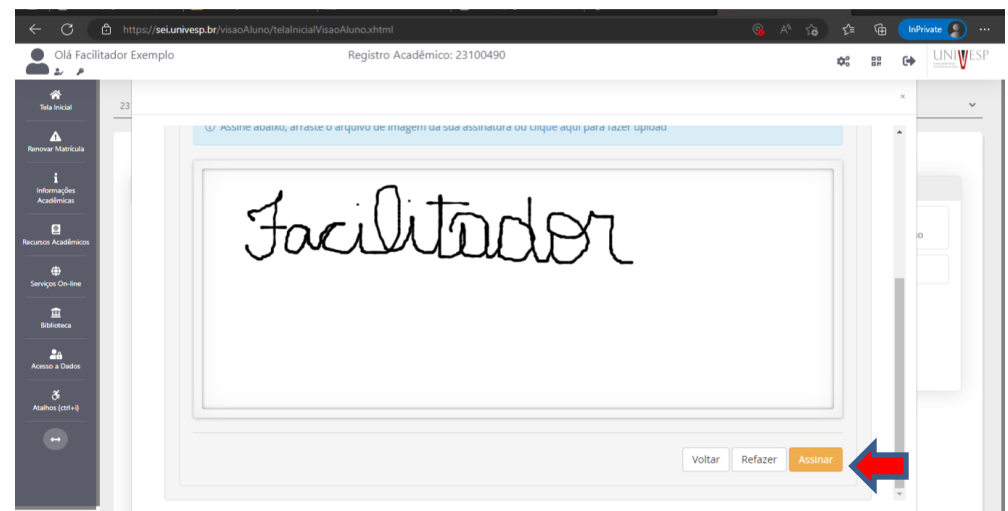 https://sei.univesp.br/visaoAluno/telaInicialVisaoAluno.xhtml
InPrivate
Olá Facilitador Exemplo
Registro Acadêmico: 23100490
UNIVESP
Tela Inicial
23
×
Renovar Matrícula
Assine abaixo, arraste o arquivo de imagem da sua assinatura ou clique aqui para fazer upload
Informações
Acadêmicas
Facilitador
Recursos Acadêmicos
Serviços On-line
Biblioteca
Acesso a Dados
Atalhos (ctrl+i)
Voltar Refazer Assinar